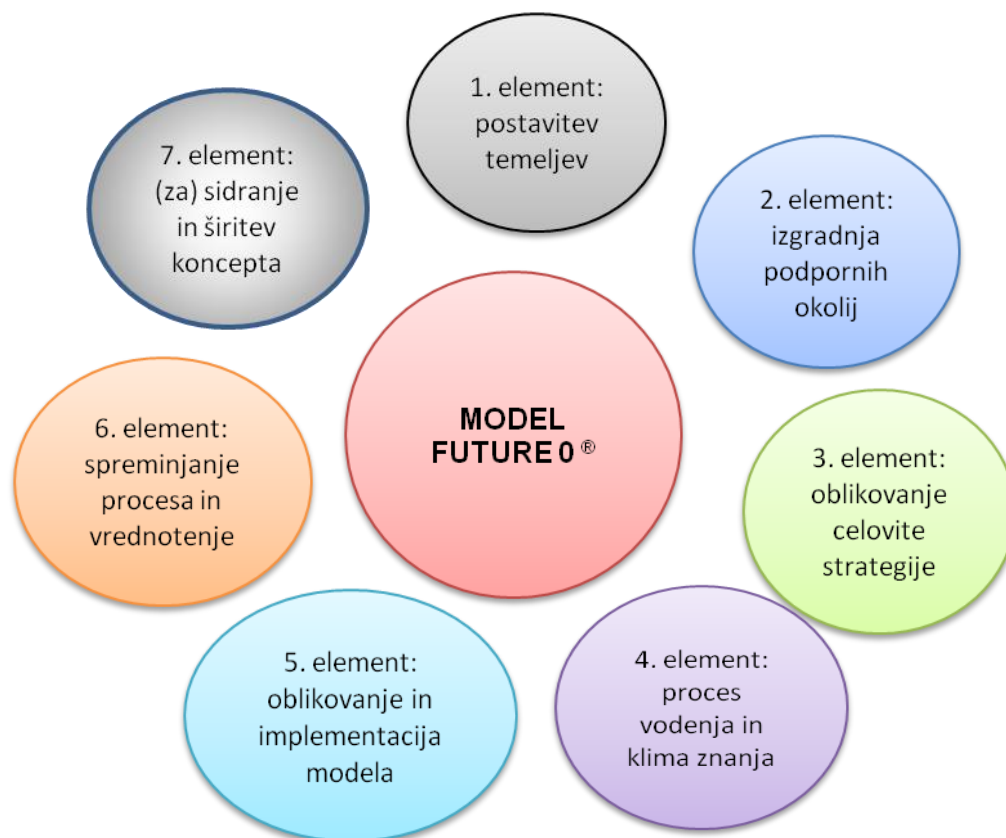 1. element:
postavitev
temeljev
2. element:
izgradnja
podpornih
okolij
3. element:
oblikovanje
celovite
strategije
4. element:
proces
vodenja in
klima znanja
5. element:
oblikovanje in
implementacija
modela
6. element:
spreminjanje
procesa in
vrednotenje
7. element:
(za) sidranje
in širitev
koncepta
MODEL
FUTURE 0 ®